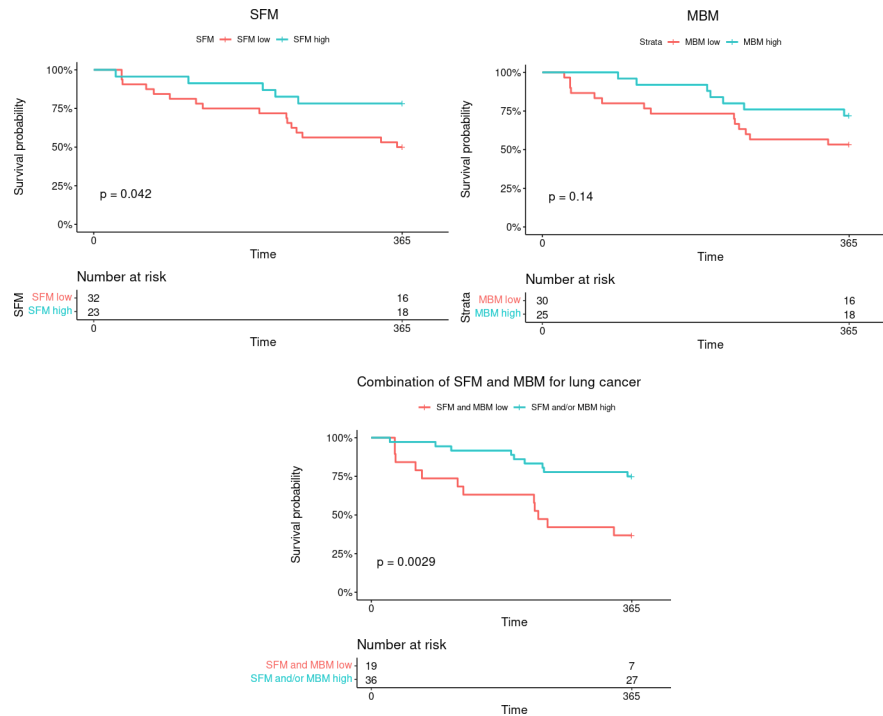 SFM
SFM SFM low SFM high
100%
75%
50%
25%
0%
Survival probability
p = 0.042
0 365
Time
Number at risk
SFM
SFM low 32 16
SFM high 23 18
0 365
Time
MBM
Strata MBM low MBM high
100%
75%
50%
25%
0%
Survival probability
p = 0.14
0 365
Time
Number at risk
Strata
MBM low 30 16
MBM high 25 18
0 365
Time
Combination of SFM and MBM for lung cancer
SFM and MBM low SFM and/or MBM high
100%
75%
50%
25%
0%
Survival probability
p = 0.0029
0 365
Time
Number at risk
SFM and MBM low 19 7
SFM and/or MBM high 36 27
0 365
Time